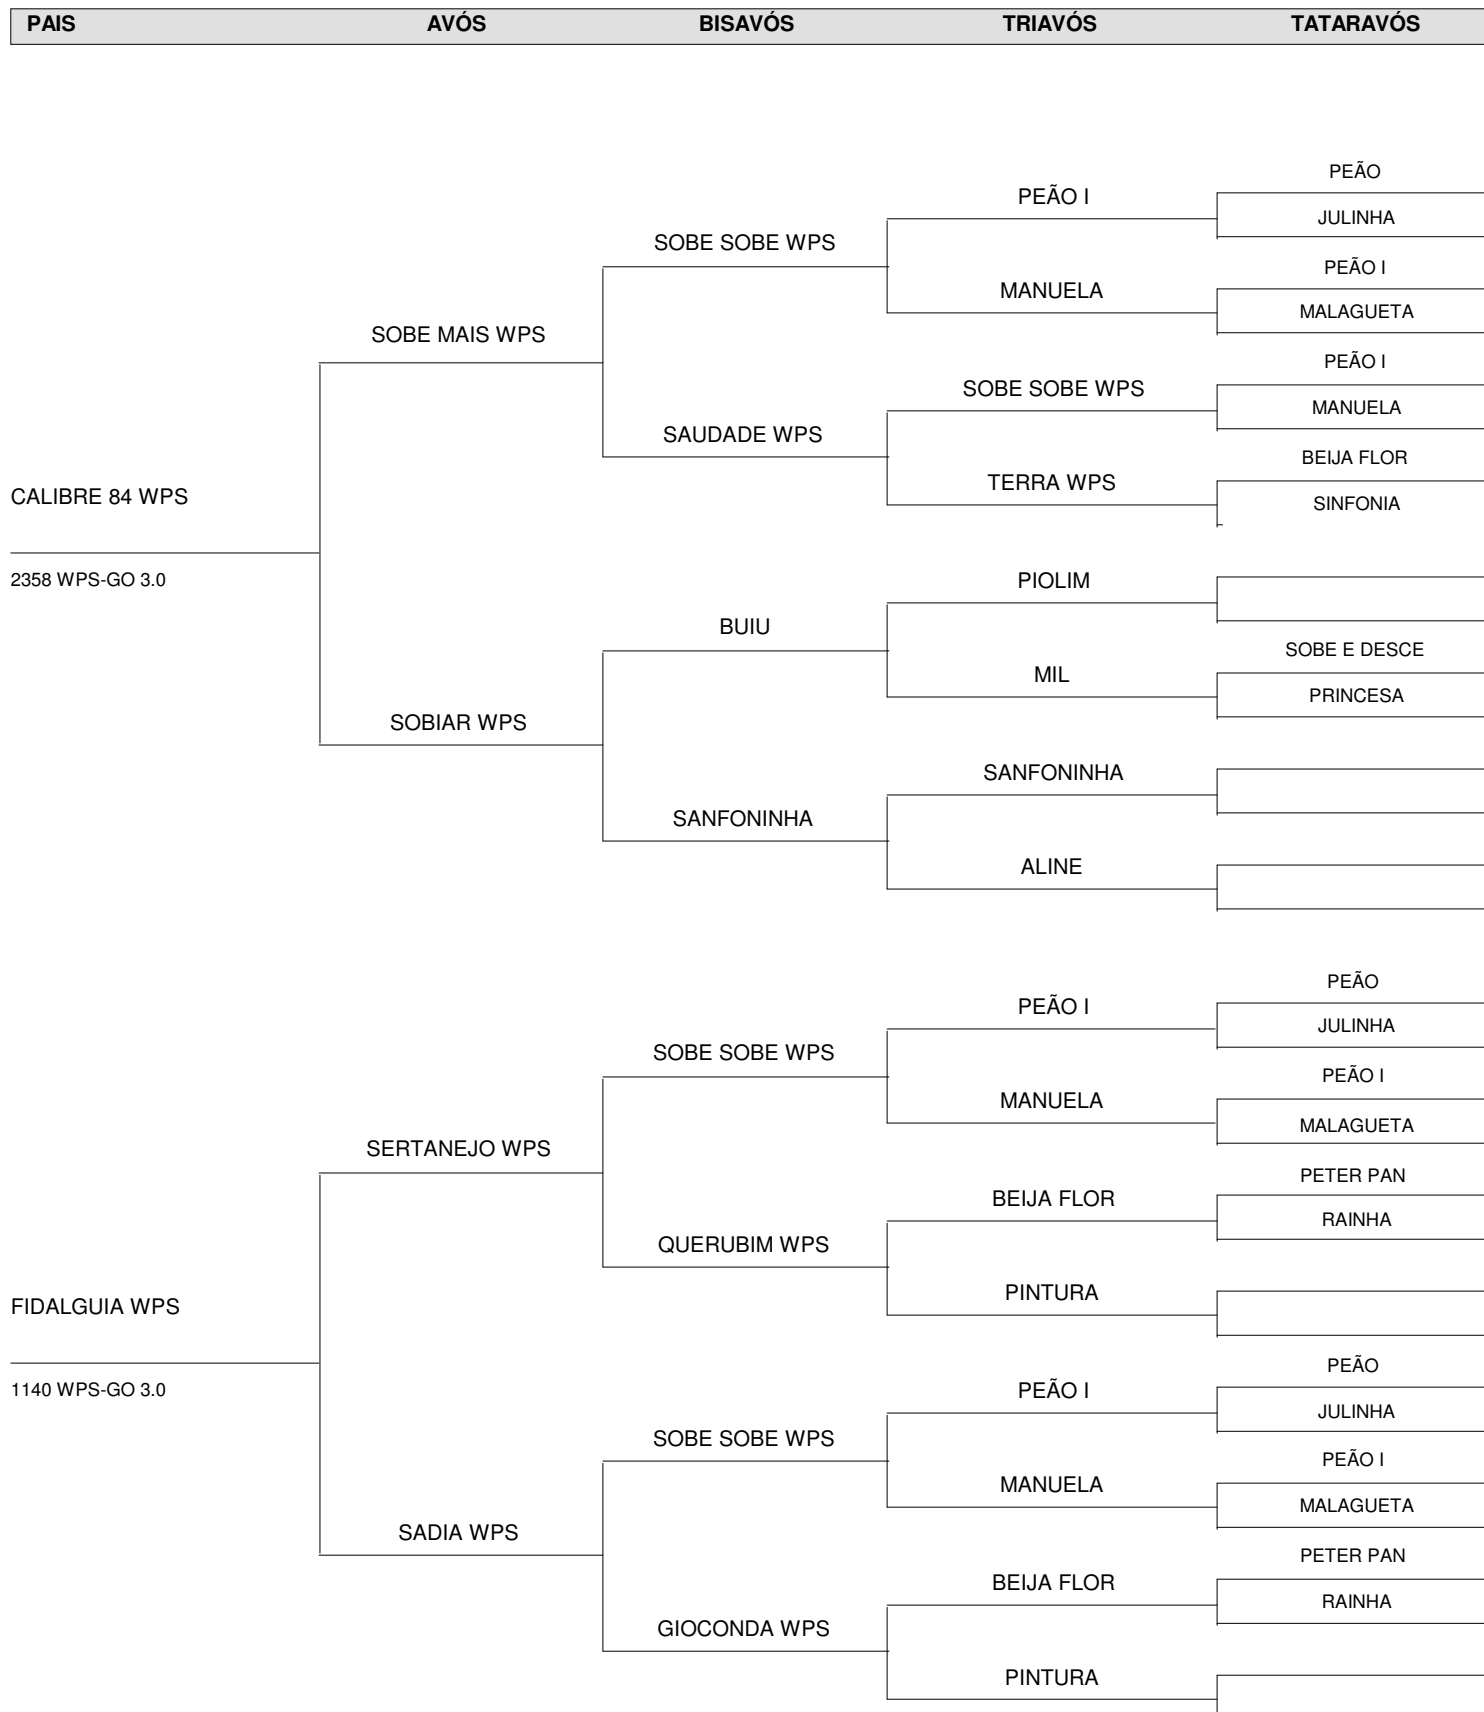 PAIS AVÓS BISAVÓS TRIAVÓS TATARAVÓS
PEÃO
PEÃO I
JULINHA
SOBE SOBE WPS
PEÃO I
MANUELA
MALAGUETA
SOBE MAIS WPS
PEÃO I
SOBE SOBE WPS
MANUELA
SAUDADE WPS
BEIJA FLOR
TERRA WPS
CALIBRE 84 WPS
SINFONIA
2358 WPS-GO 3.0
PIOLIM
BUIU
SOBE E DESCE
MIL
PRINCESA
SOBIAR WPS
SANFONINHA
SANFONINHA
ALINE
PEÃO
PEÃO I
JULINHA
SOBE SOBE WPS
PEÃO I
MANUELA
MALAGUETA
SERTANEJO WPS
PETER PAN
BEIJA FLOR
RAINHA
QUERUBIM WPS
PINTURA
FIDALGUIA WPS
PEÃO
1140 WPS-GO 3.0
PEÃO I
JULINHA
SOBE SOBE WPS
PEÃO I
MANUELA
MALAGUETA
SADIA WPS
PETER PAN
BEIJA FLOR
RAINHA
GIOCONDA WPS
PINTURA